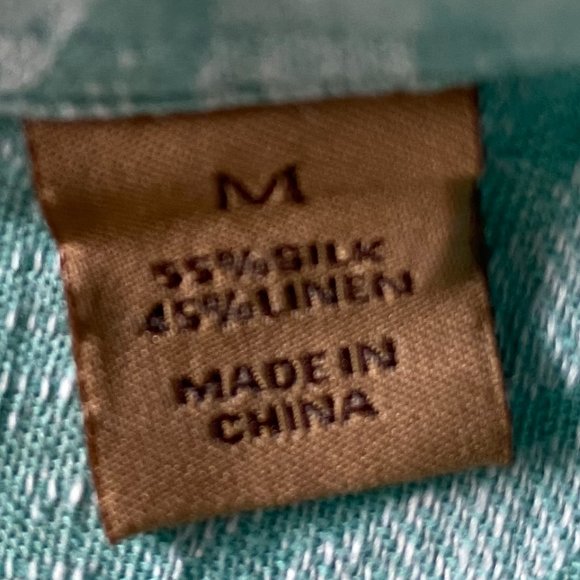 M
55% SILK
45% LINEN
MADE IN
CHINA